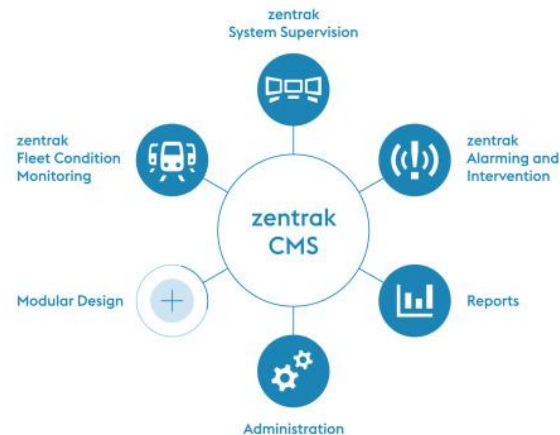 zentrak
System Supervision
zentrak
Fleet Condition
Monitoring
zentrak
Alarming and
Intervention
zentrak
CMS
Modular Design
Reports
Administration